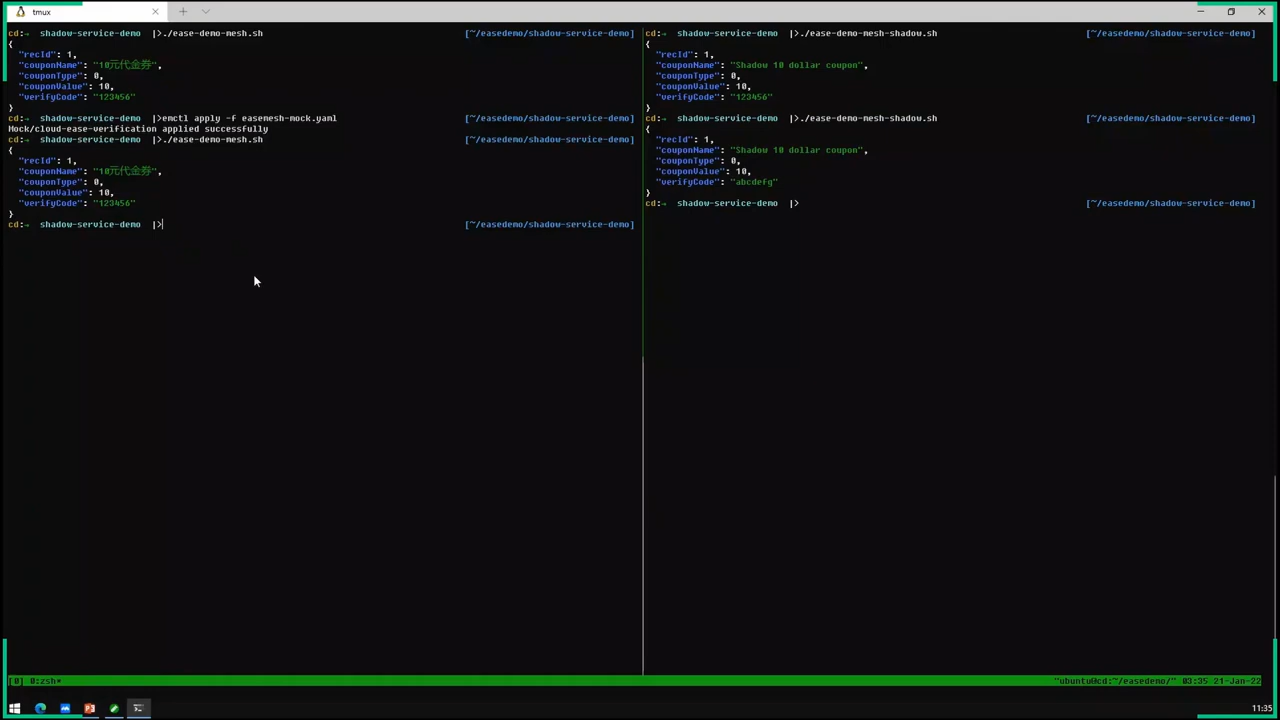 tmux
cd:→ shadow-service-demo |>./ease-demo-mesh.sh [~/easedemo/shadow-service-demo]
{
"recId": 1,
"couponName": "10元代金券",
"couponType": 0,
"couponValue": 10,
"verifyCode": "123456"
}
cd:→ shadow-service-demo |>emctl apply -f easemesh-mock.yaml [~/easedemo/shadow-service-demo]
Mock/cloud-ease-verification applied successfully
cd:→ shadow-service-demo |>./ease-demo-mesh.sh [~/easedemo/shadow-service-demo]
{
"recId": 1,
"couponName": "10元代金券",
"couponType": 0,
"couponValue": 10,
"verifyCode": "123456"
}
cd:→ shadow-service-demo |> [~/easedemo/shadow-service-demo]
cd:→ shadow-service-demo |>./ease-demo-mesh-shadow.sh [~/easedemo/shadow-service-demo]
{
"recId": 1,
"couponName": "Shadow 10 dollar coupon",
"couponType": 0,
"couponValue": 10,
"verifyCode": "123456"
}
cd:→ shadow-service-demo |>./ease-demo-mesh-shadow.sh [~/easedemo/shadow-service-demo]
{
"recId": 1,
"couponName": "Shadow 10 dollar coupon",
"couponType": 0,
"couponValue": 10,
"verifyCode": "abcdefg"
}
cd:→ shadow-service-demo |> [~/easedemo/shadow-service-demo]
[0] 0:zsh* "ubuntu@cd:~/easedemo/" 03:35 21-Jan-22
11:35